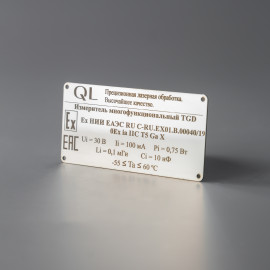 QL
Прецизионная лазерная обработка.
Высочайшее качество.
Измеритель многофункциональный TGD
Ex
Ex НИИ ЕАЭС RU C-RU.EX01.B.00040/19
0Ex ia IIC T5 Ga X
EAC
Ui = 30 В Ii = 100 мА Pi = 0,75 Вт
Li = 0,1 мГн Ci = 10 нФ
-55 ≤ Ta ≤ 60 °C